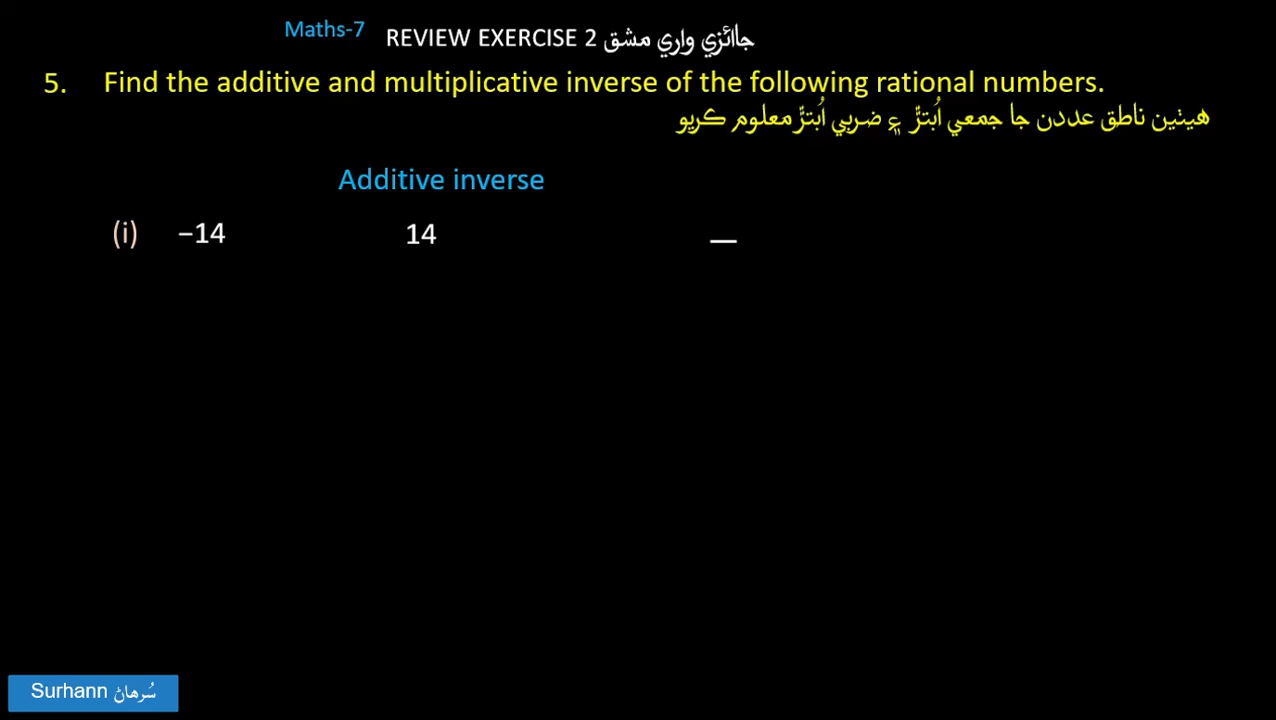 Maths-7
REVIEW EXERCISE 2 جائزي واري مشق
5. Find the additive and multiplicative inverse of the following rational numbers.
هيٺين ناطق عددن جا جمعي اُبتڙ ۽ ضربي اُبتڙ معلوم ڪريو
Additive inverse
(i) −14 14 —
Surhann سُرهاڻ